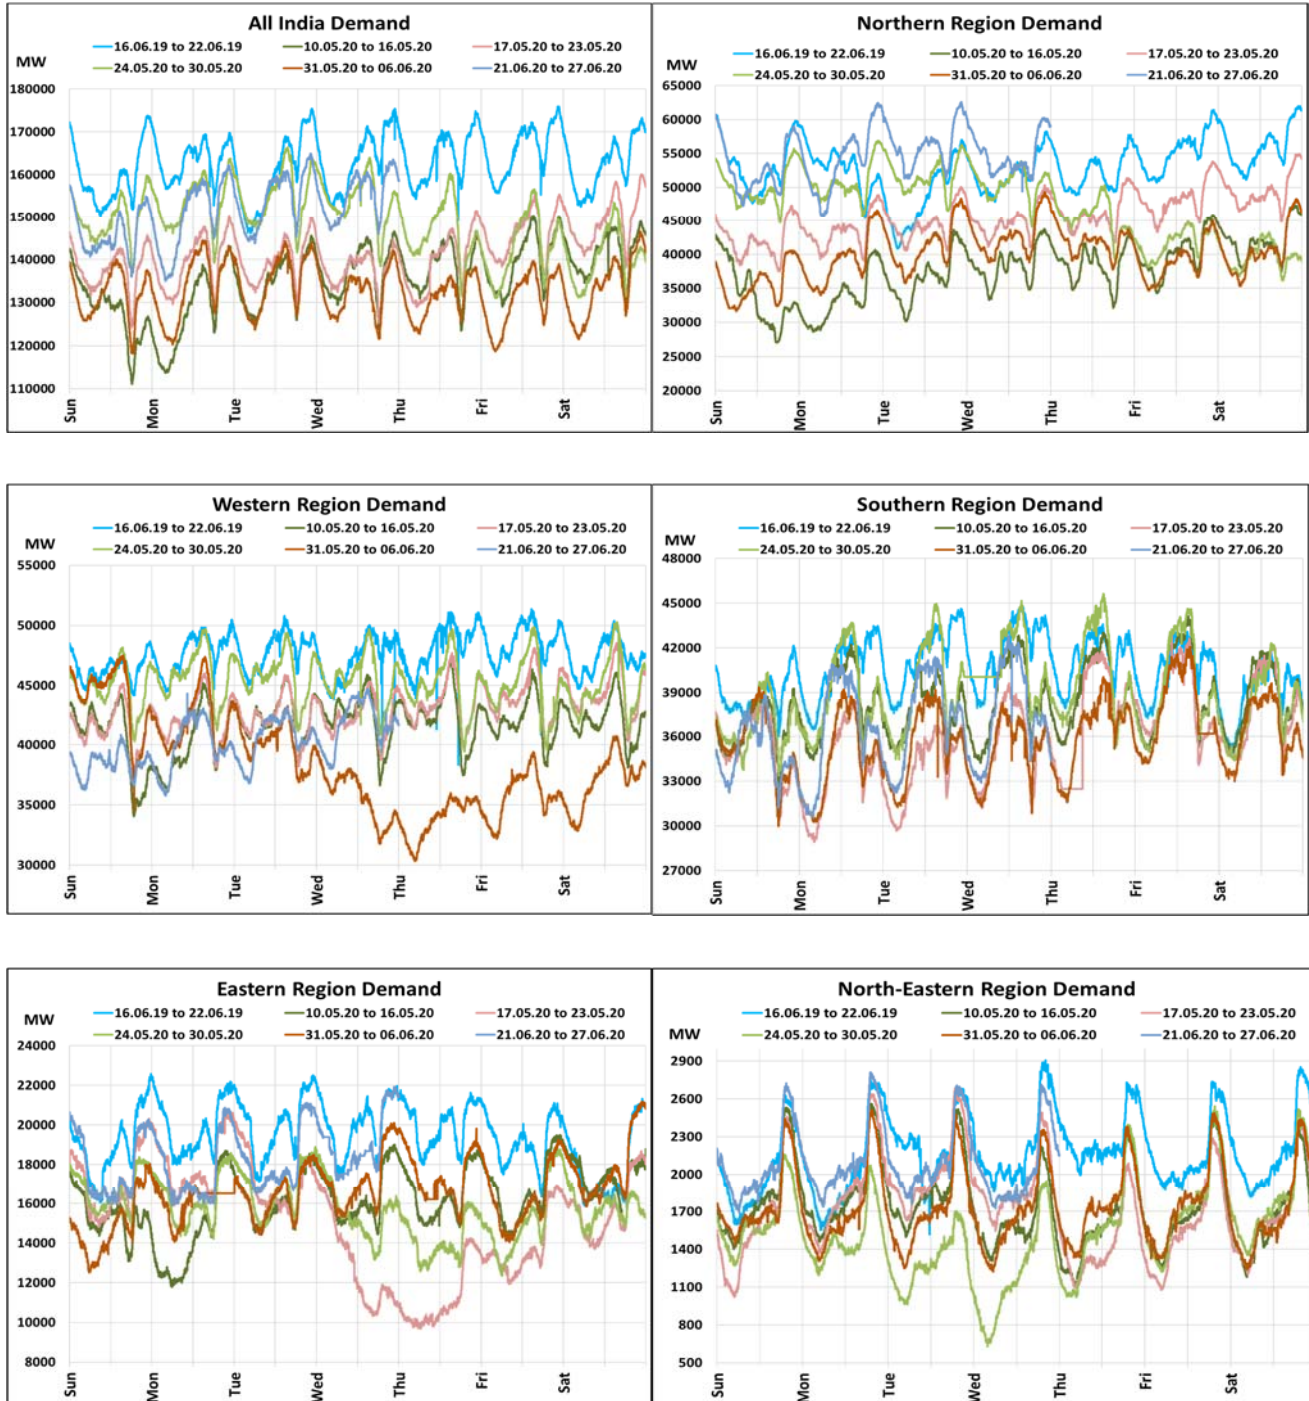 All India Demand
16.06.19 to 22.06.19 10.05.20 to 16.05.20 17.05.20 to 23.05.20
MW
24.05.20 to 30.05.20 31.05.20 to 06.06.20 21.06.20 to 27.06.20
180000
170000
160000
150000
140000
130000
120000
110000
Sun Mon Tue Wed Thu Fri Sat
Northern Region Demand
16.06.19 to 22.06.19 10.05.20 to 16.05.20 17.05.20 to 23.05.20
MW
24.05.20 to 30.05.20 31.05.20 to 06.06.20 21.06.20 to 27.06.20
65000
60000
55000
50000
45000
40000
35000
30000
25000
20000
Sun Mon Tue Wed Thu Fri Sat
Western Region Demand
16.06.19 to 22.06.19 10.05.20 to 16.05.20 17.05.20 to 23.05.20
MW
24.05.20 to 30.05.20 31.05.20 to 06.06.20 21.06.20 to 27.06.20
55000
50000
45000
40000
35000
30000
Sun Mon Tue Wed Thu Fri Sat
Southern Region Demand
16.06.19 to 22.06.19 10.05.20 to 16.05.20 17.05.20 to 23.05.20
MW
24.05.20 to 30.05.20 31.05.20 to 06.06.20 21.06.20 to 27.06.20
48000
45000
42000
39000
36000
33000
30000
27000
Sun Mon Tue Wed Thu Fri Sat
Eastern Region Demand
16.06.19 to 22.06.19 10.05.20 to 16.05.20 17.05.20 to 23.05.20
MW
24.05.20 to 30.05.20 31.05.20 to 06.06.20 21.06.20 to 27.06.20
24000
22000
20000
18000
16000
14000
12000
10000
8000
Sun Mon Tue Wed Thu Fri Sat
North-Eastern Region Demand
16.06.19 to 22.06.19 10.05.20 to 16.05.20 17.05.20 to 23.05.20
MW
24.05.20 to 30.05.20 31.05.20 to 06.06.20 21.06.20 to 27.06.20
2900
2600
2300
2000
1700
1400
1100
800
500
Sun Mon Tue Wed Thu Fri Sat